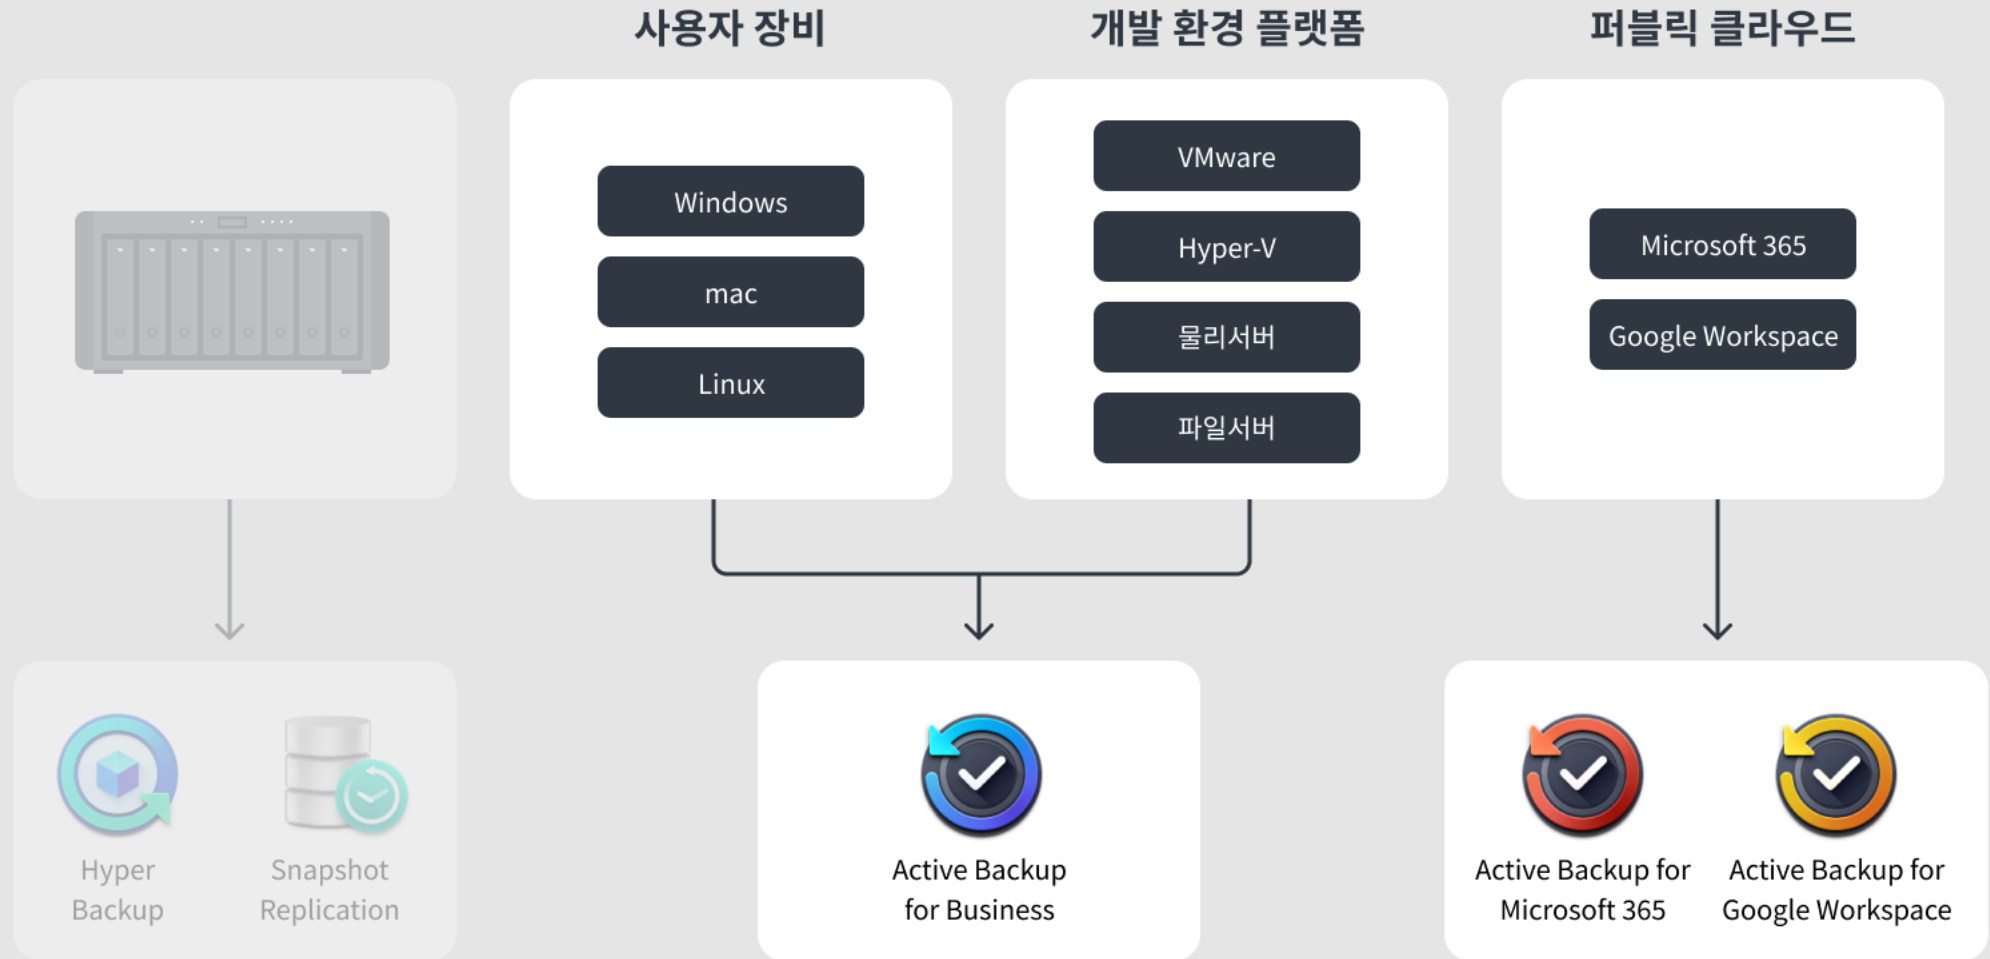 사용자 장비
개발 환경 플랫폼
퍼블릭 클라우드
Windows
mac
Linux
VMware
Hyper-V
물리서버
파일서버
Microsoft 365
Google Workspace
Hyper
Backup
Snapshot
Replication
Active Backup
for Business
Active Backup for
Microsoft 365
Active Backup for
Google Workspace